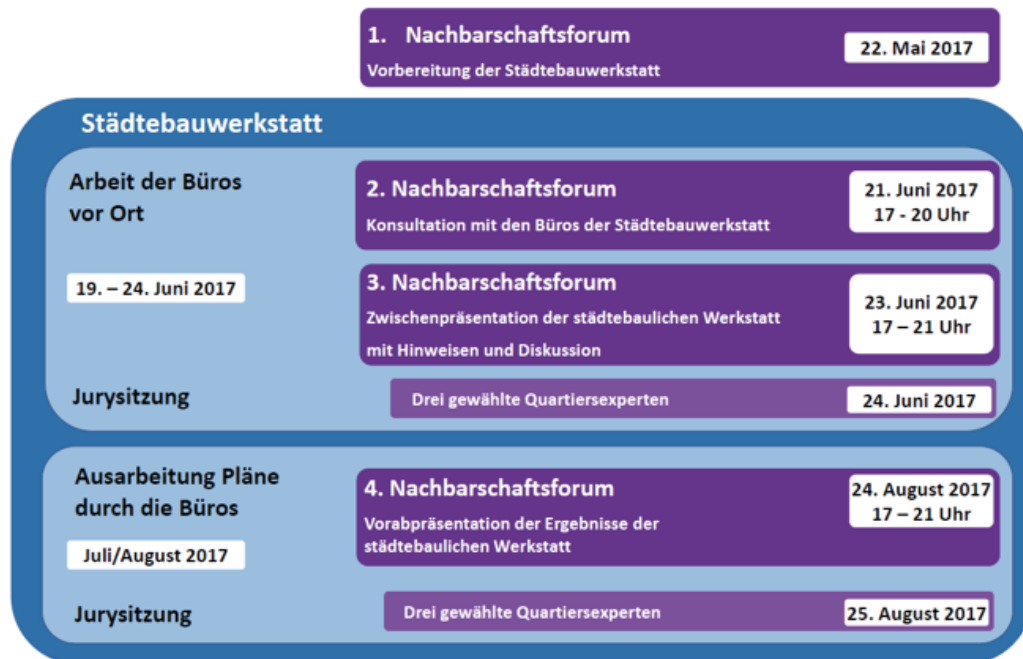 1. Nachbarschaftsforum
22. Mai 2017
Vorbereitung der Städtebauwerkstatt
Städtebauwerkstatt
Arbeit der Büros
vor Ort
19. – 24. Juni 2017
2. Nachbarschaftsforum
Konsultation mit den Büros der Städtebauwerkstatt
21. Juni 2017
17 - 20 Uhr
3. Nachbarschaftsforum
Zwischenpräsentation der städtebaulichen Werkstatt
mit Hinweisen und Diskussion
23. Juni 2017
17 – 21 Uhr
Jurysitzung
Drei gewählte Quartiersexperten
24. Juni 2017
Ausarbeitung Pläne
durch die Büros
Juli/August 2017
4. Nachbarschaftsforum
Vorabpräsentation der Ergebnisse der
städtebaulichen Werkstatt
24. August 2017
17 – 21 Uhr
Jurysitzung
Drei gewählte Quartiersexperten
25. August 2017